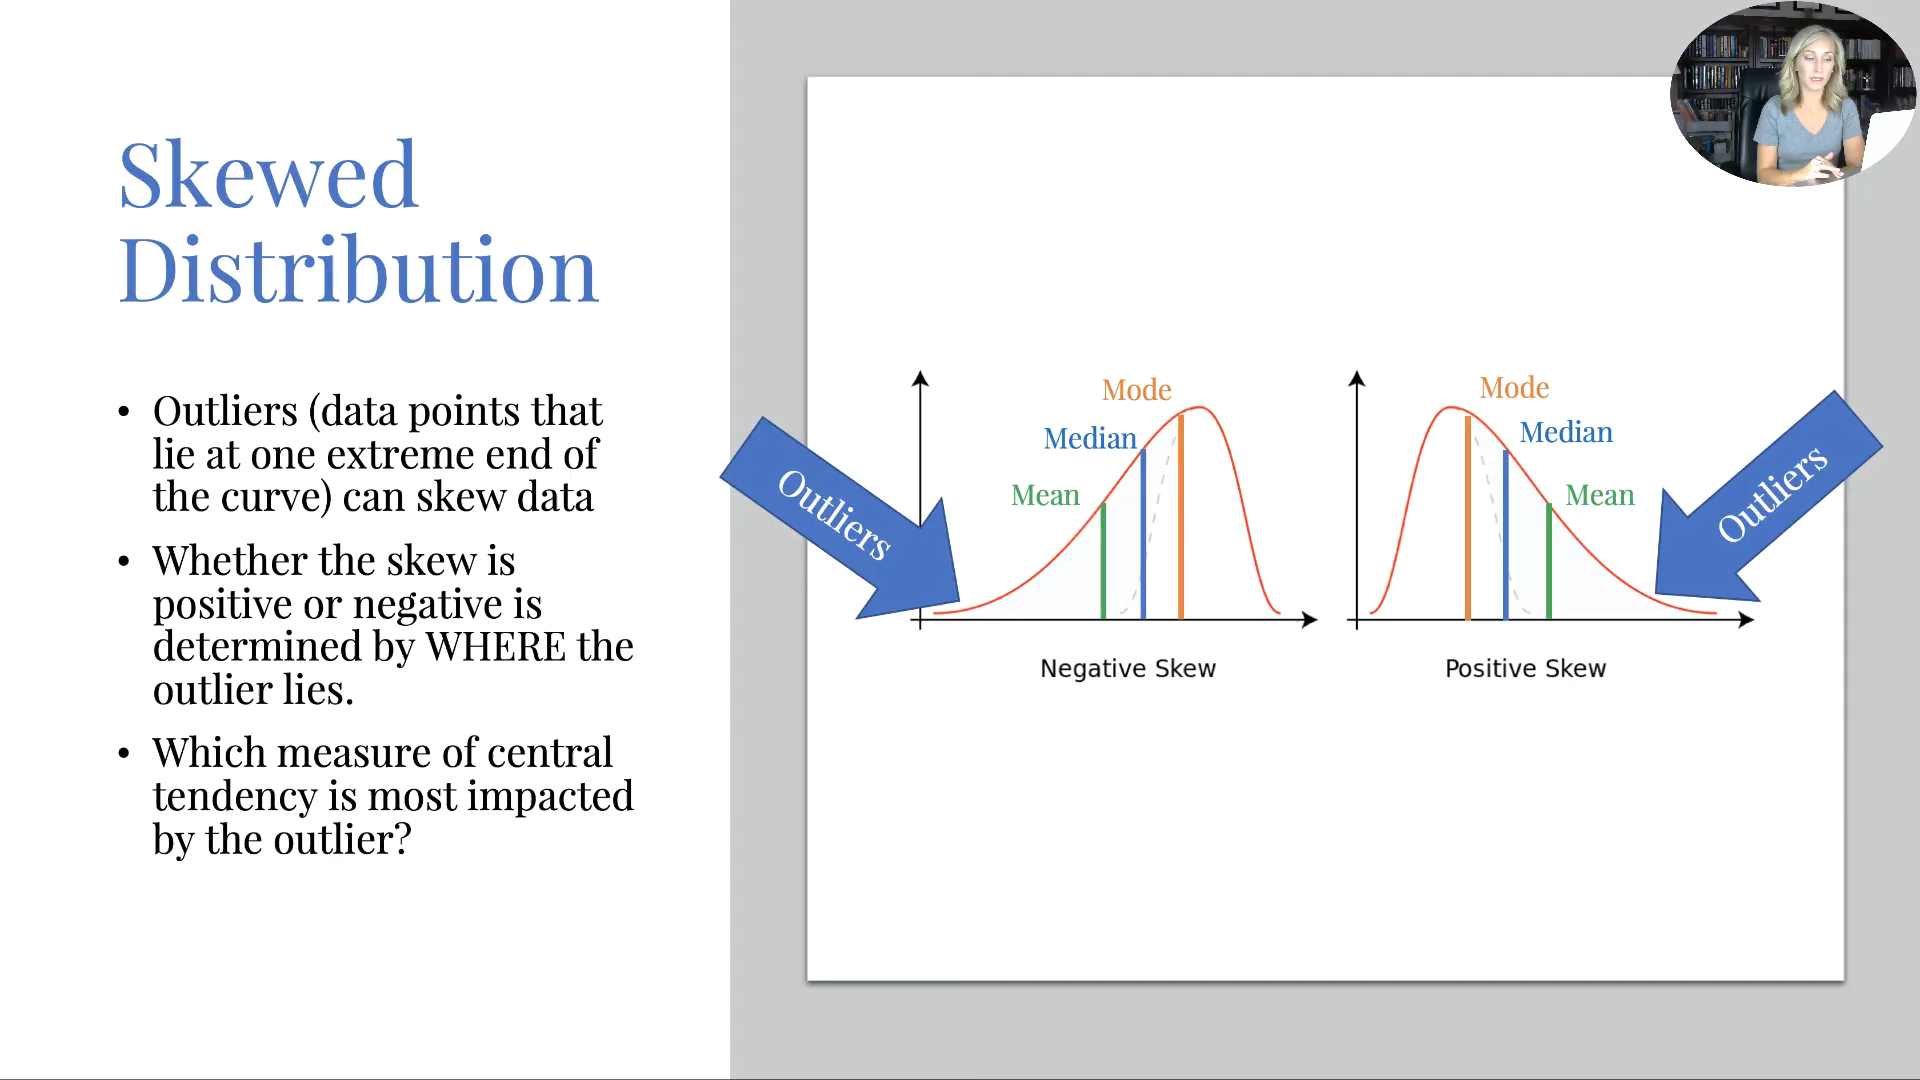 Skewed
Distribution
• Outliers (data points that
lie at one extreme end of
the curve) can skew data
• Whether the skew is
positive or negative is
determined by WHERE the
outlier lies.
• Which measure of central
tendency is most impacted
by the outlier?
Outliers
Mode
Median
Mean
Negative Skew
Mode
Median
Mean
Positive Skew
Outliers